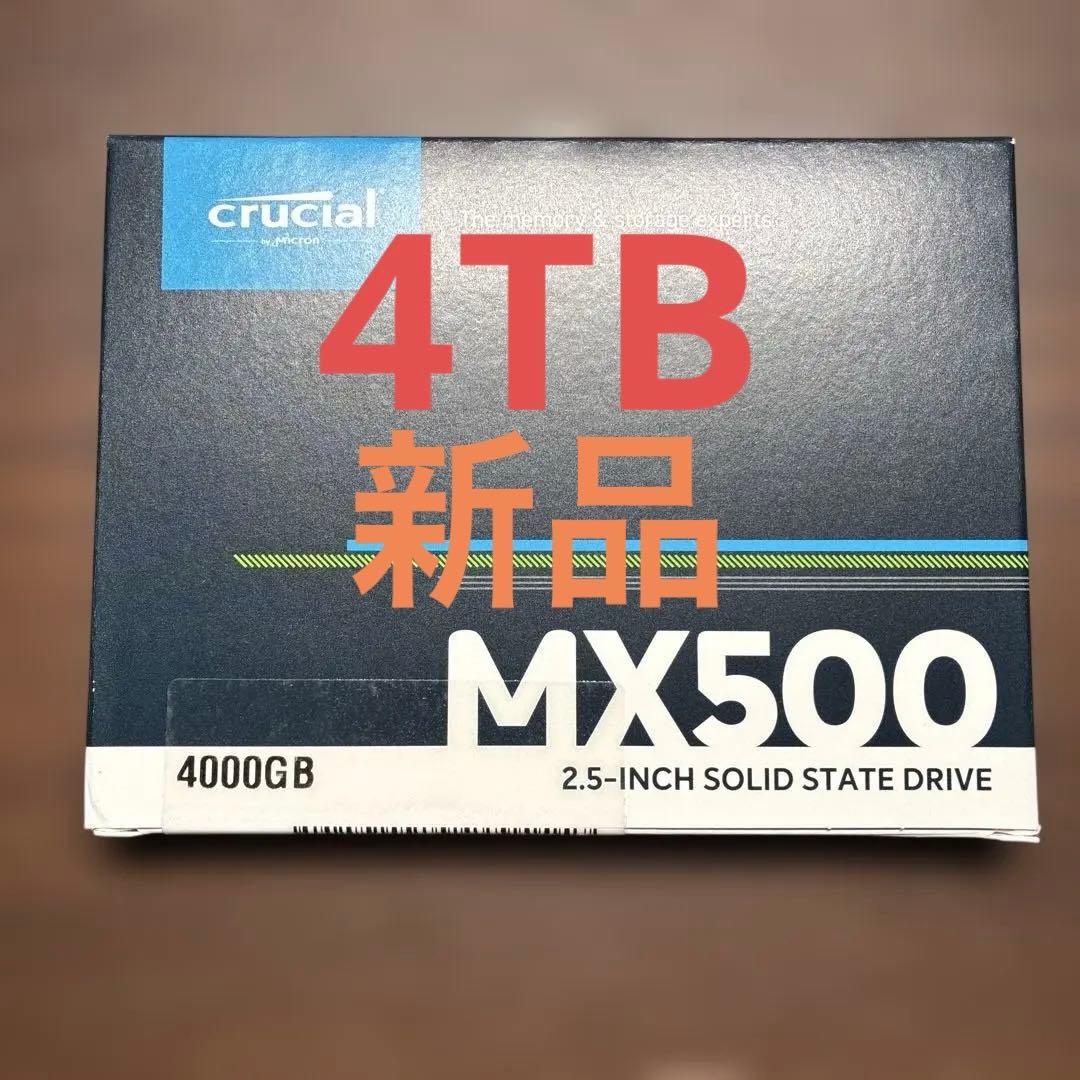 crucial
by Micron
The memory & storage experts
4TB
新品
MX500
4000GB
2.5-INCH SOLID STATE DRIVE